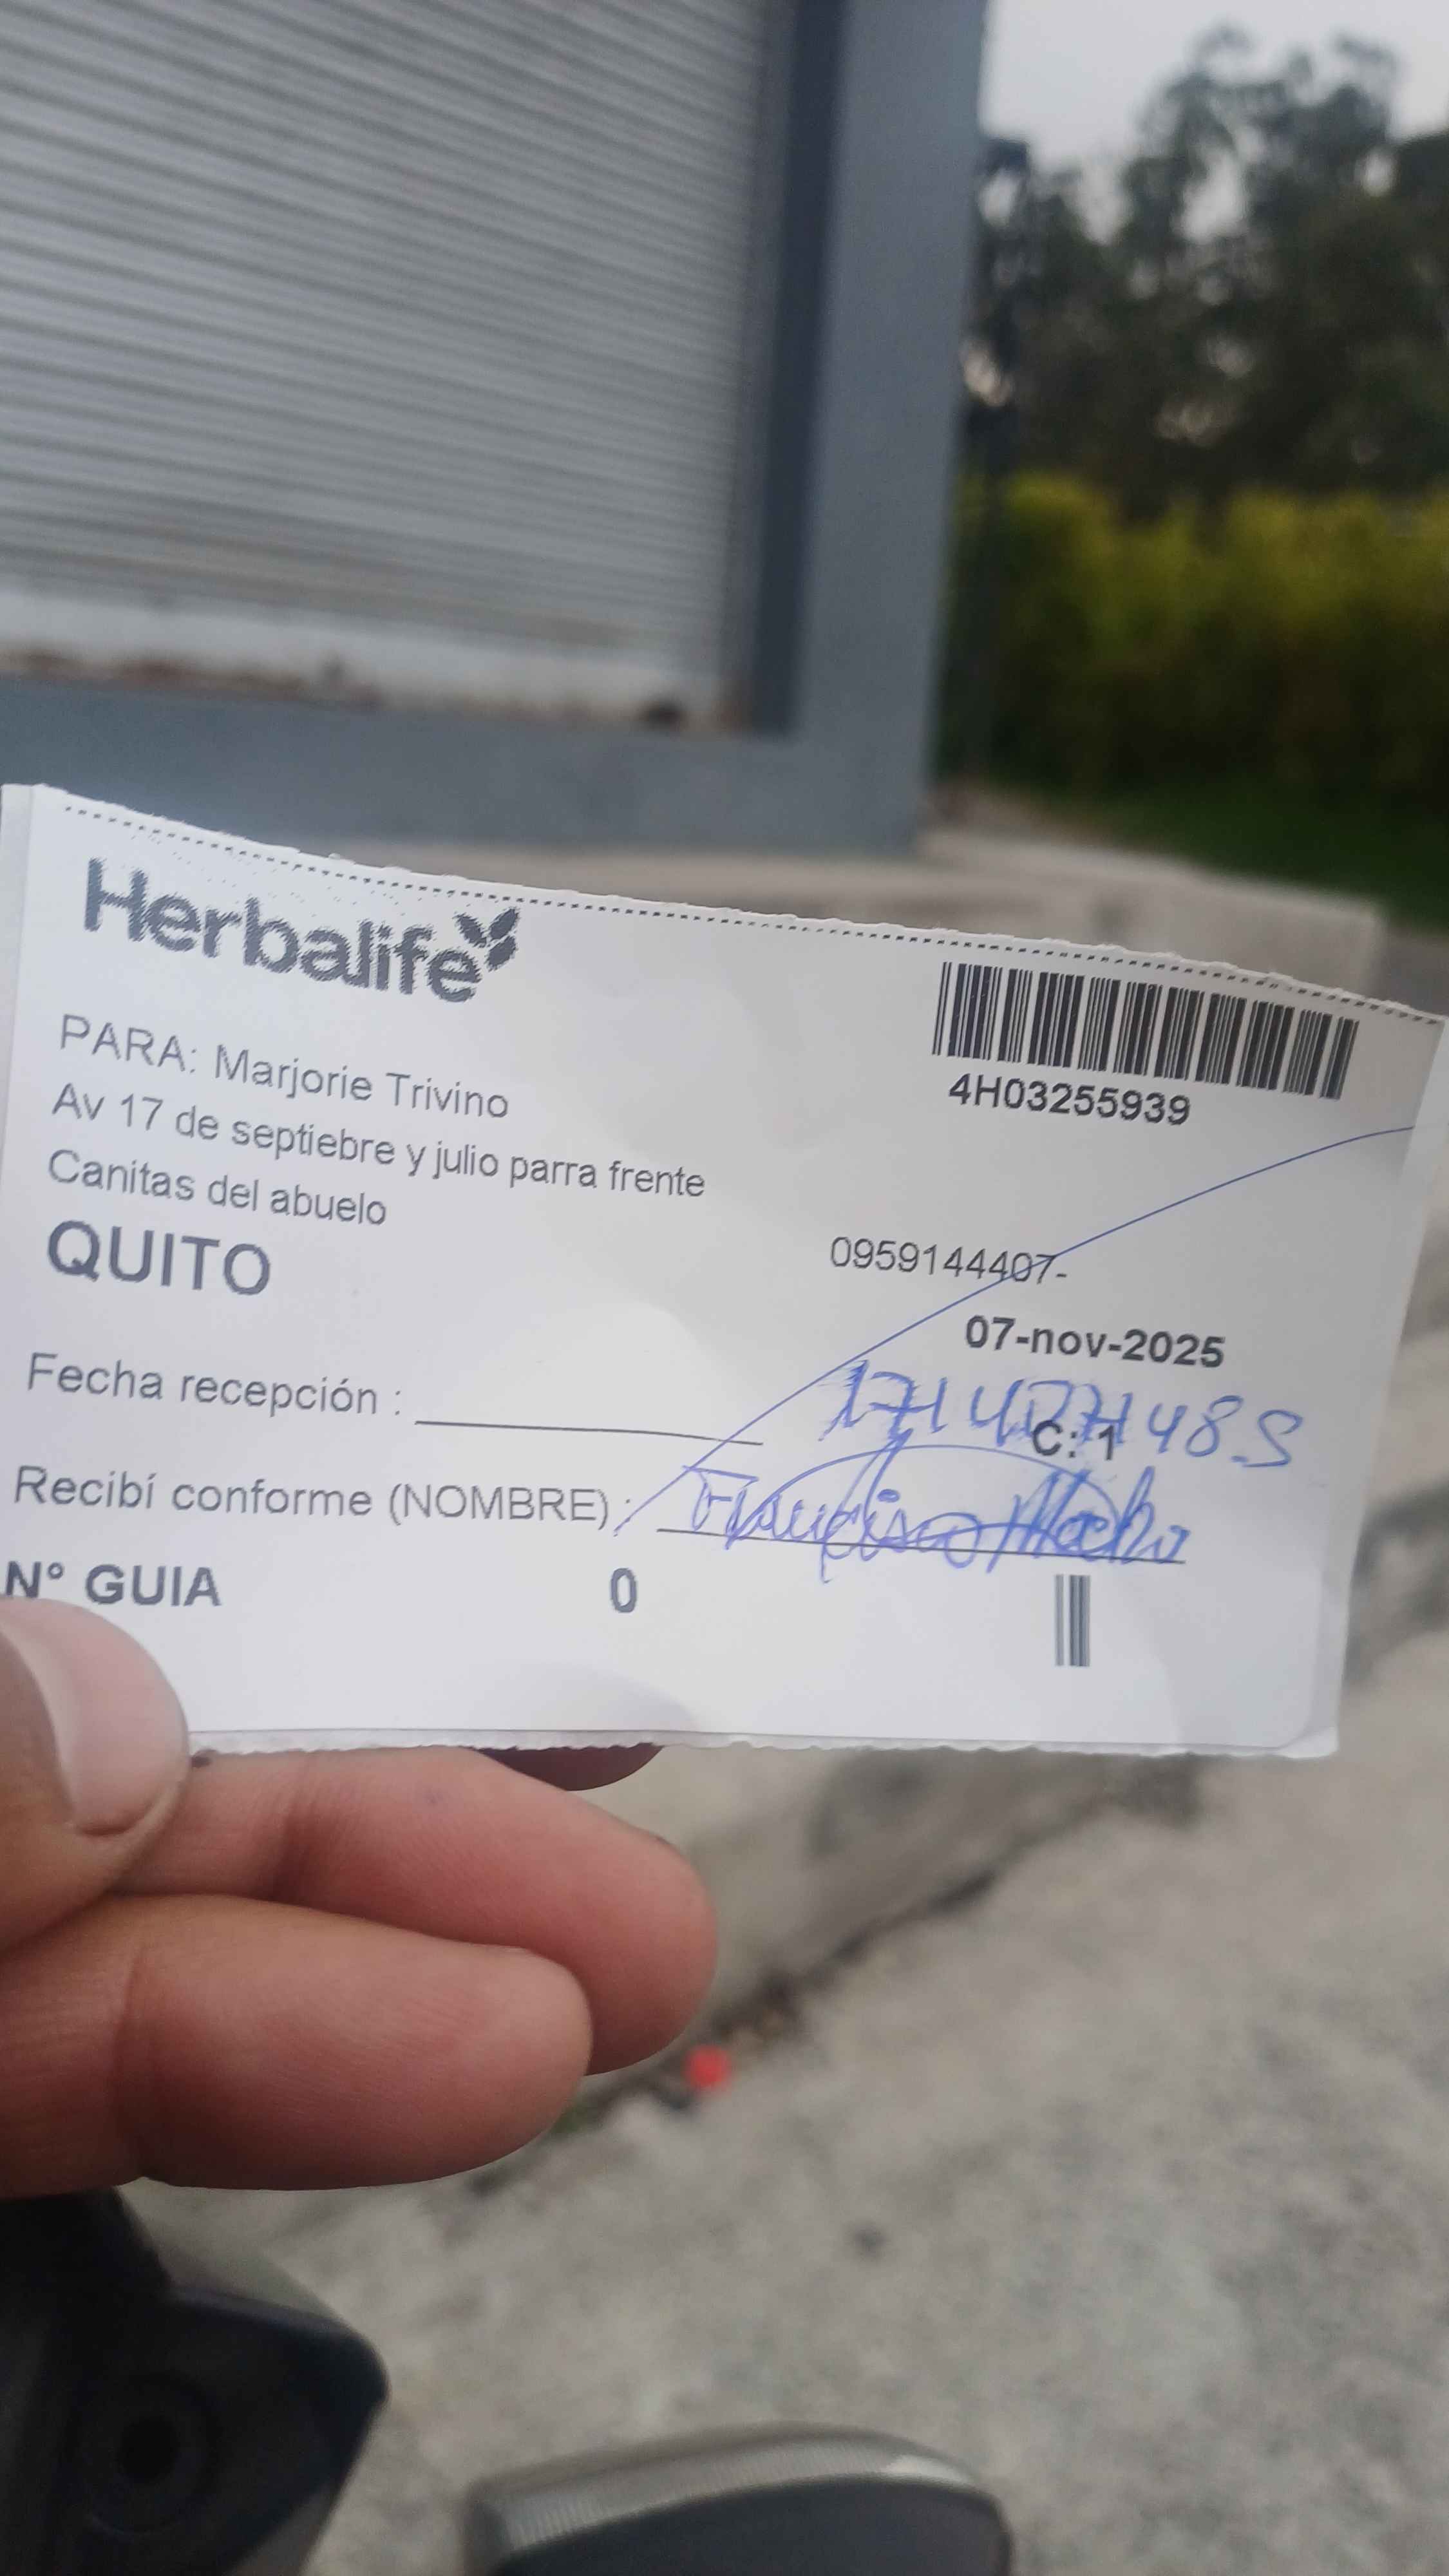 Herbalife
4H03255939
PARA: Marjorie Trivino
Av 17 de septiebre y julio parra frente
Canitas del abuelo
QUITO
0959144407-
07-nov-2025
Fecha recepción :
C: 1
Recibí conforme (NOMBRE) : Francisco
N° GUIA 0